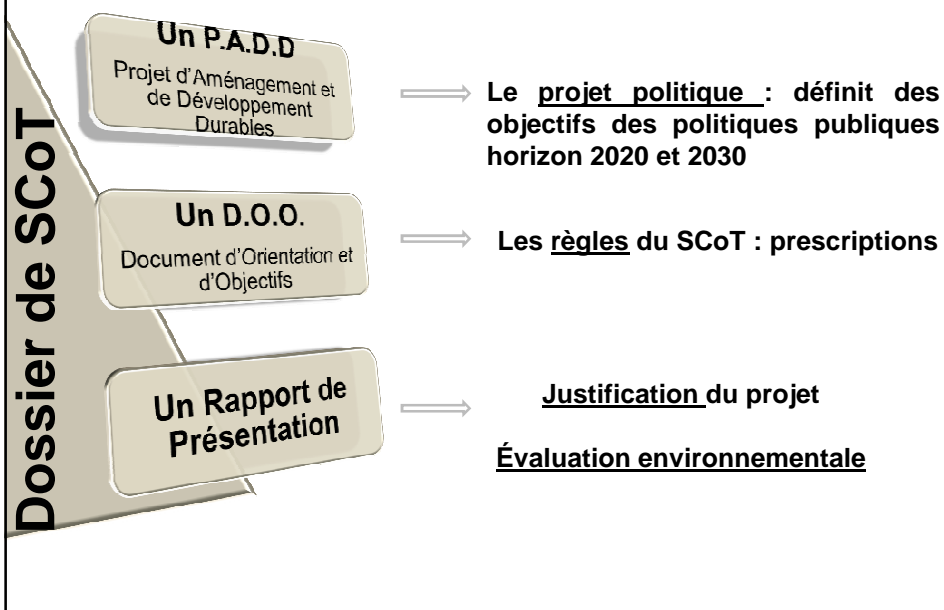 Dossier de SCoT
Un P.A.D.D
Projet d'Aménagement et
de Développement
Durables
Le projet politique : définit des
objectifs des politiques publiques
horizon 2020 et 2030
Un D.O.O.
Document d'Orientation et
d'Objectifs
Les règles du SCoT : prescriptions
Un Rapport de
Présentation
Justification du projet
Évaluation environnementale